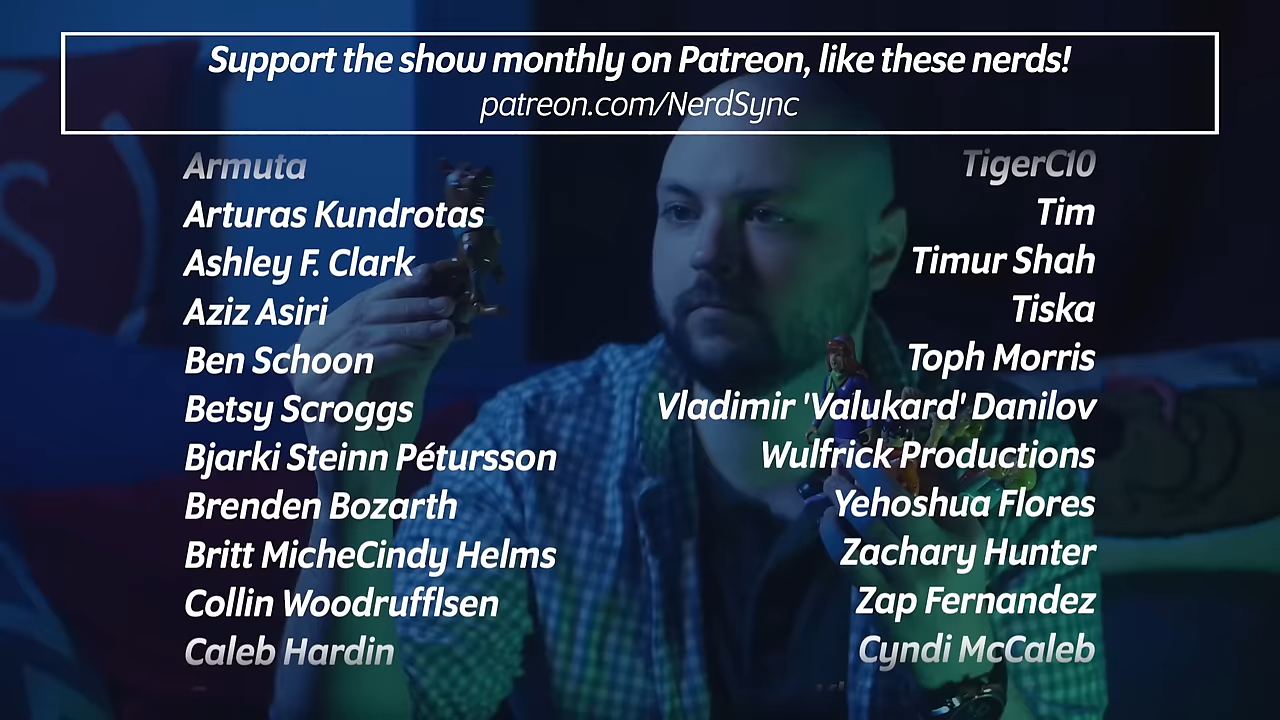 Support the show monthly on Patreon, like these nerds!
patreon.com/NerdSync
Armuta
Arturas Kundrotas
Ashley F. Clark
Aziz Asiri
Ben Schoon
Betsy Scroggs
Bjarki Steinn Pétursson
Brenden Bozarth
Britt MicheCindy Helms
Collin Woodrufflsen
Caleb Hardin
TigerC10
Tim
Timur Shah
Tiska
Toph Morris
Vladimir 'Valukard' Danilov
Wulfrick Productions
Yehoshua Flores
Zachary Hunter
Zap Fernandez
Cyndi McCaleb